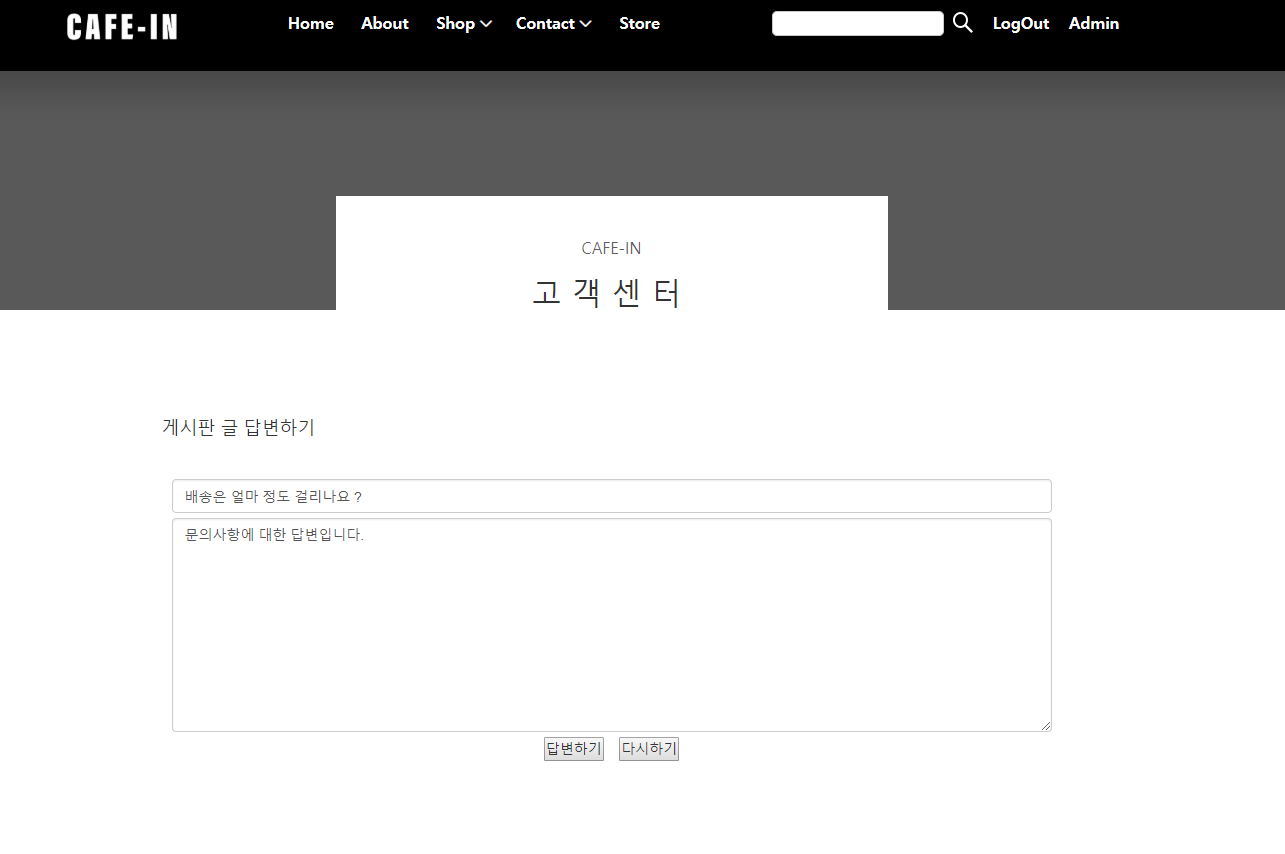 CAFE-IN
Home About Shop Contact Store LogOut Admin
CAFE-IN
고 객 센 터
게시판 글 답변하기
배송은 얼마 정도 걸리나요 ?
문의사항에 대한 답변입니다.
답변하기 다시하기